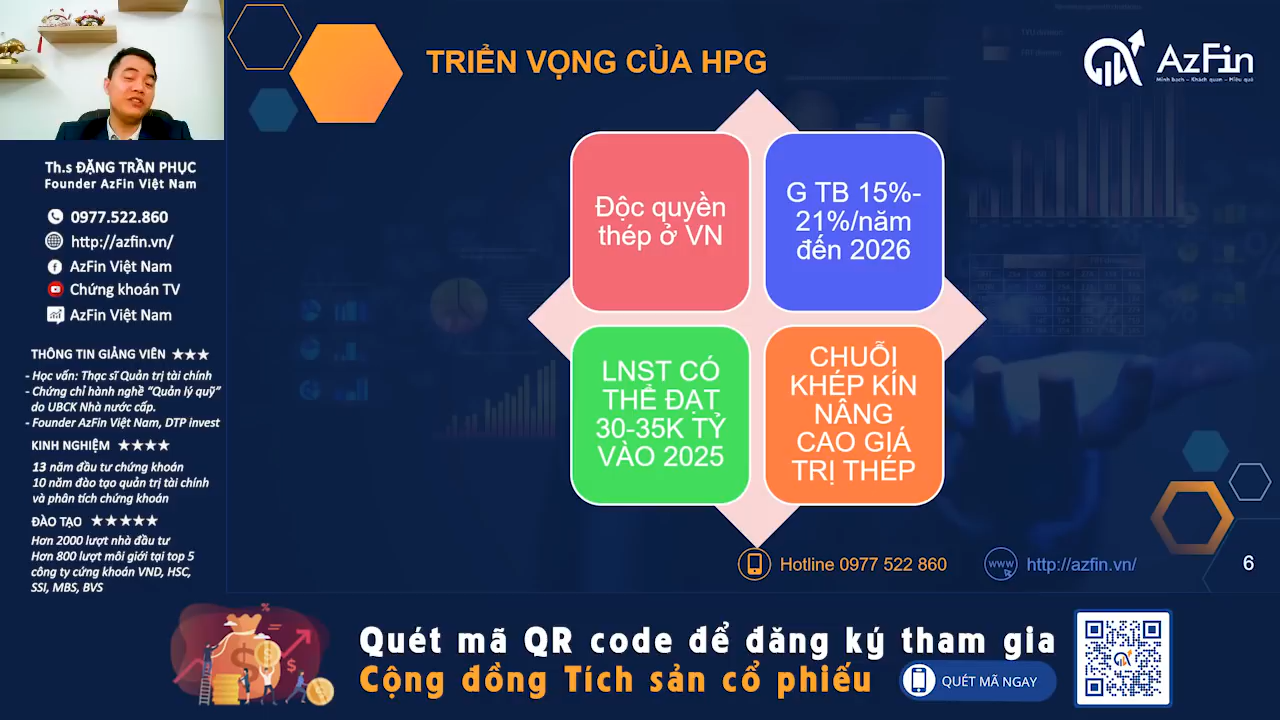 TRIỂN VỌNG CỦA HPG
AzFin
Minh bạch – Khách quan – Hiệu quả
Th.s ĐẶNG TRẦN PHỤC
Founder AzFin Việt Nam
0977.522.860
http://azfin.vn/
AzFin Việt Nam
Chứng khoán TV
AzFin Việt Nam
THÔNG TIN GIẢNG VIÊN ★★★
- Học vấn: Thạc sĩ Quản trị tài chính
- Chứng chỉ hành nghề “Quản lý quỹ”
do UBCK Nhà nước cấp.
- Founder AzFin Việt Nam, DTP invest
KINH NGHIỆM ★★★★
13 năm đầu tư chứng khoán
10 năm đào tạo quản trị tài chính
và phân tích chứng khoán
ĐÀO TẠO ★★★★★
Hơn 2000 lượt nhà đầu tư
Hơn 800 lượt môi giới tại top 5
công ty cứng khoán VND, HSC,
SSI, MBS, BVS
Độc quyền
thép ở VN
G TB 15%-
21%/năm
đến 2026
LNST CÓ
THỂ ĐẠT
30-35K TỶ
VÀO 2025
CHUỖI
KHÉP KÍN
NÂNG
CAO GIÁ
TRỊ THÉP
Hotline 0977 522 860
www
http://azfin.vn/
6
Quét mã QR code để đăng ký tham gia
Cộng đồng Tích sản cổ phiếu
QUÉT MÃ NGAY